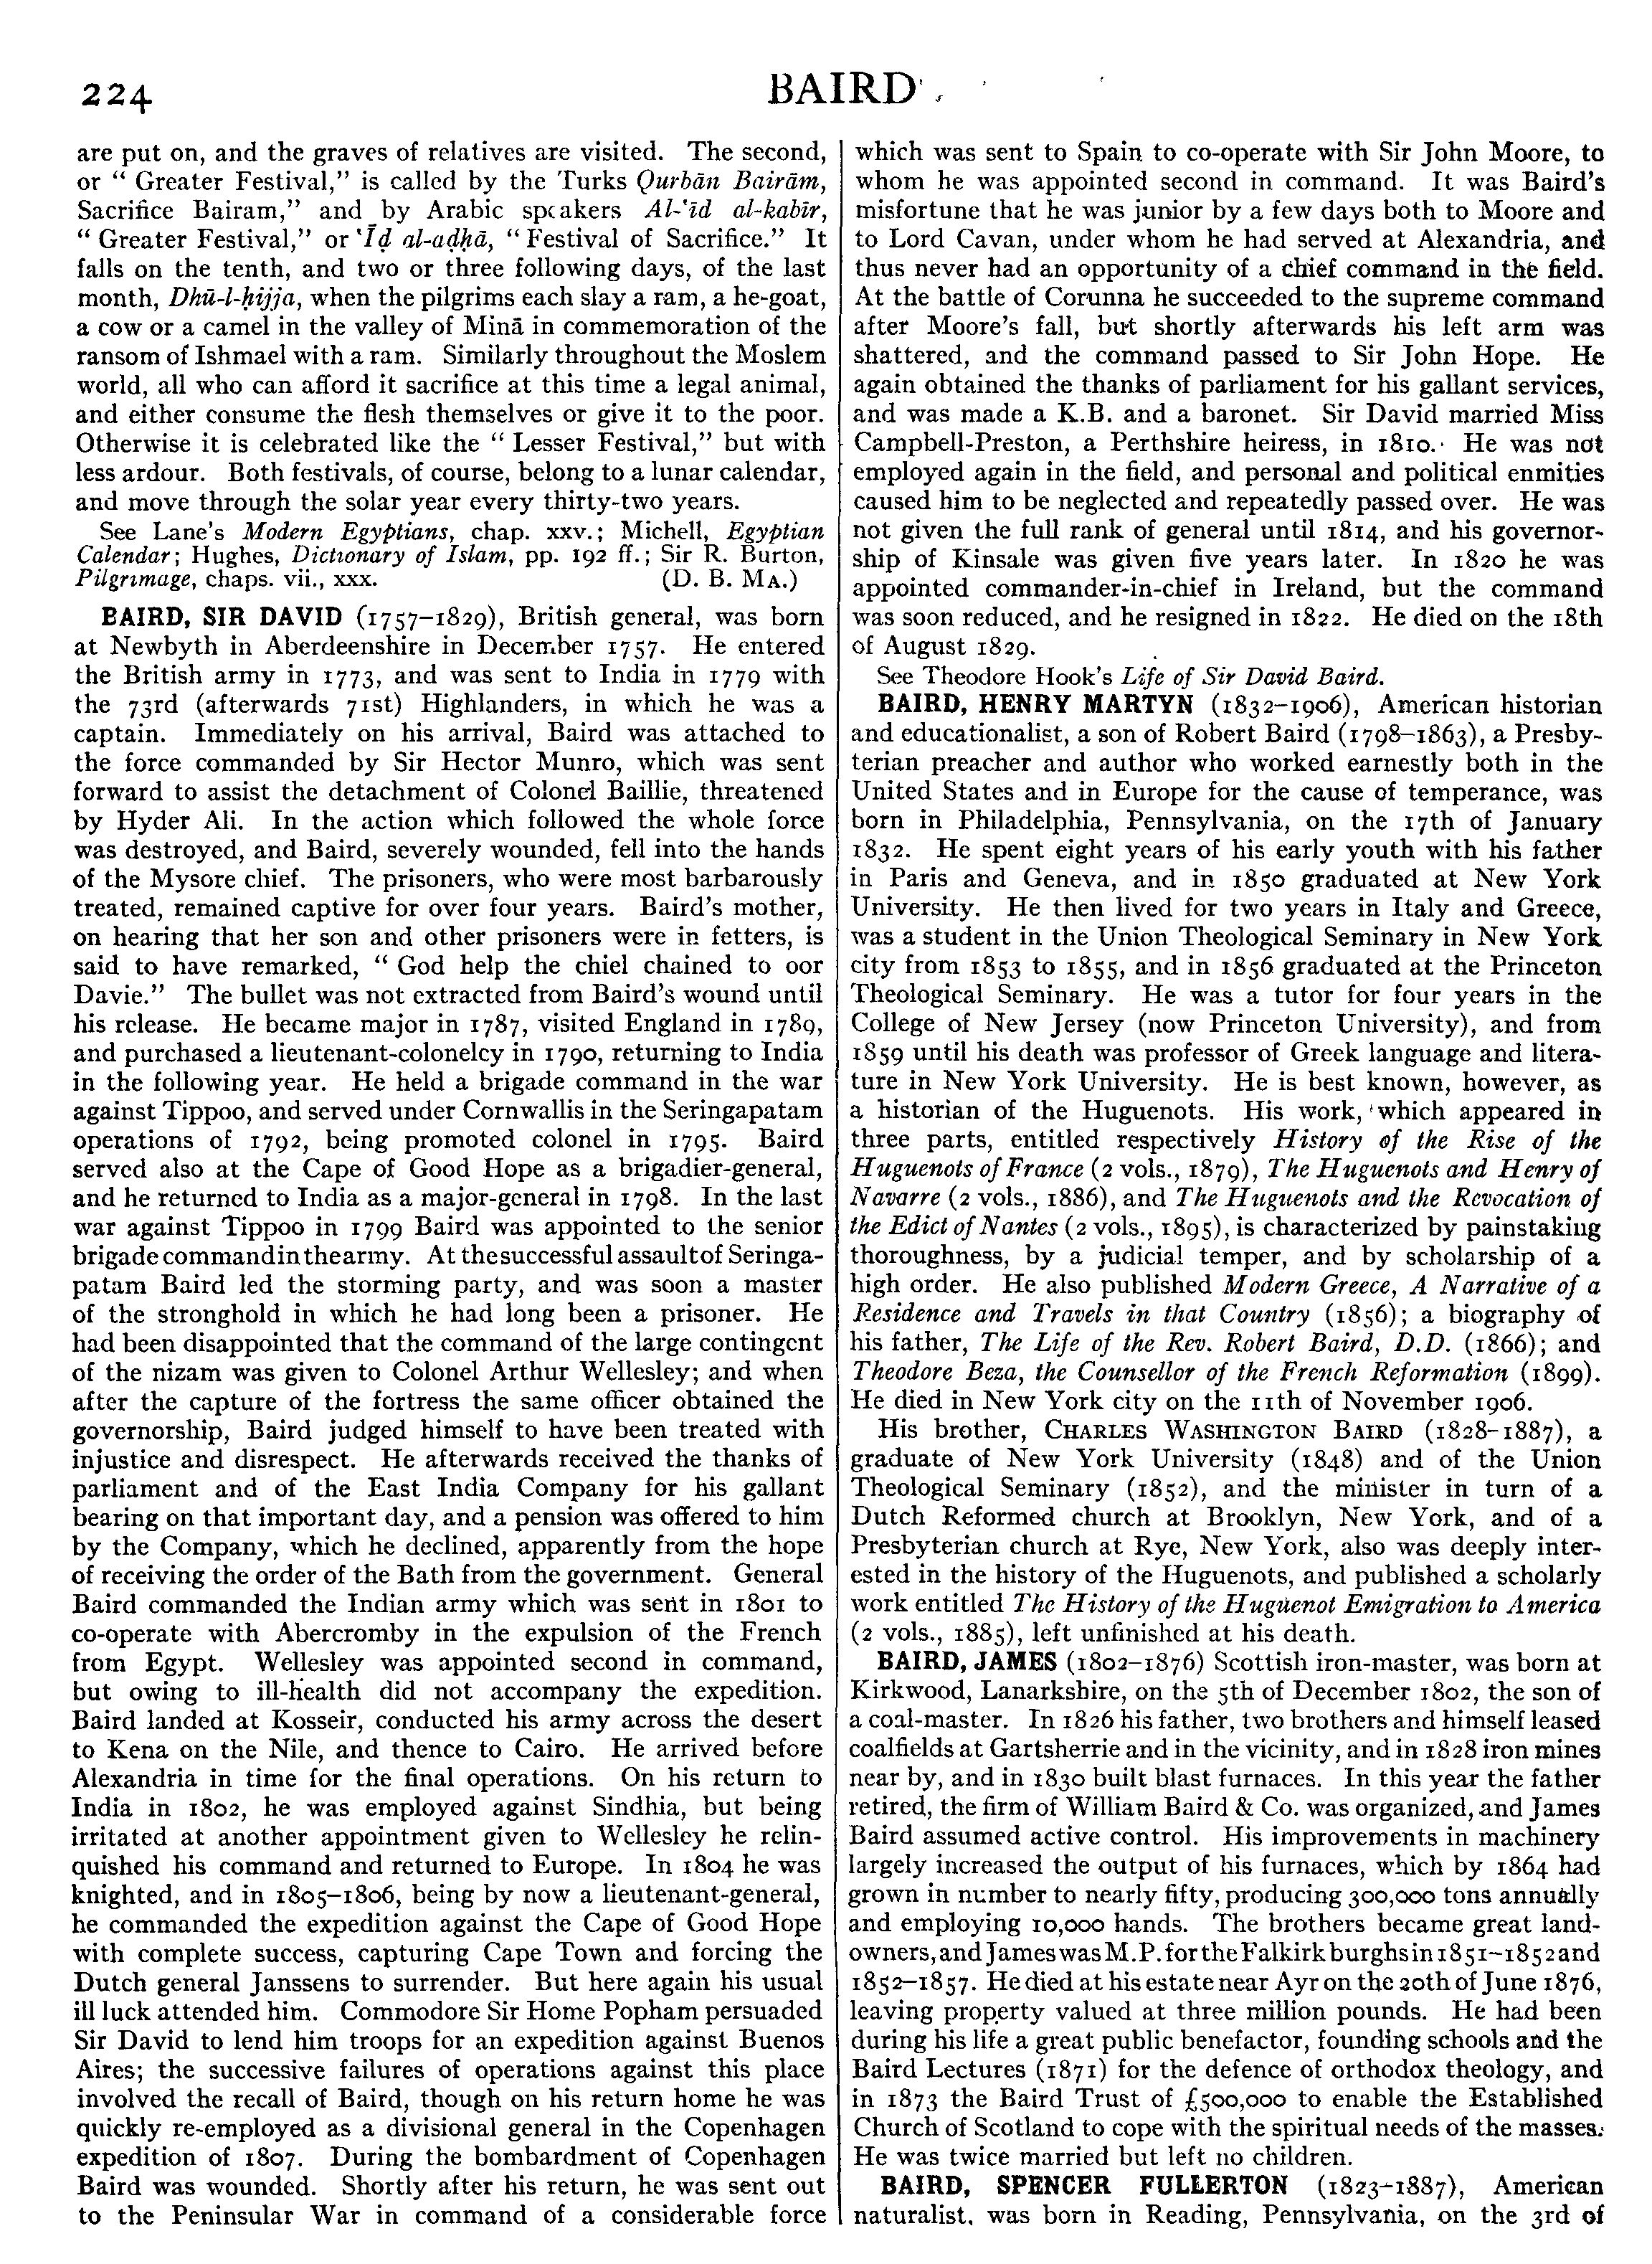 224
BAIRD
are put on, and the graves of relatives are visited. The second,
or “ Greater Festival,” is called by the Turks Qurbān Bairām,
Sacrifice Bairam,” and by Arabic speakers Al-‛īd al-kabīr,
“ Greater Festival,” or ‛Īḍ al-aḍḥā, “ Festival of Sacrifice.” It
falls on the tenth, and two or three following days, of the last
month, Dhū-l-ḥijja, when the pilgrims each slay a ram, a he-goat,
a cow or a camel in the valley of Minā in commemoration of the
ransom of Ishmael with a ram. Similarly throughout the Moslem
world, all who can afford it sacrifice at this time a legal animal,
and either consume the flesh themselves or give it to the poor.
Otherwise it is celebrated like the “ Lesser Festival,” but with
less ardour. Both festivals, of course, belong to a lunar calendar,
and move through the solar year every thirty-two years.
See Lane’s Modern Egyptians, chap. xxv.; Michell, Egyptian
Calendar; Hughes, Dictionary of Islam, pp. 192 ff.; Sir R. Burton,
Pilgrimage, chaps. vii., xxx. (D. B. MA.)
BAIRD, SIR DAVID (1757–1829), British general, was born
at Newbyth in Aberdeenshire in December 1757. He entered
the British army in 1773, and was sent to India in 1779 with
the 73rd (afterwards 71st) Highlanders, in which he was a
captain. Immediately on his arrival, Baird was attached to
the force commanded by Sir Hector Munro, which was sent
forward to assist the detachment of Colonel Baillie, threatened
by Hyder Ali. In the action which followed the whole force
was destroyed, and Baird, severely wounded, fell into the hands
of the Mysore chief. The prisoners, who were most barbarously
treated, remained captive for over four years. Baird’s mother,
on hearing that her son and other prisoners were in fetters, is
said to have remarked, “ God help the chiel chained to oor
Davie.” The bullet was not extracted from Baird’s wound until
his release. He became major in 1787, visited England in 1789,
and purchased a lieutenant-colonelcy in 1790, returning to India
in the following year. He held a brigade command in the war
against Tippoo, and served under Cornwallis in the Seringapatam
operations of 1792, being promoted colonel in 1795. Baird
served also at the Cape of Good Hope as a brigadier-general,
and he returned to India as a major-general in 1798. In the last
war against Tippoo in 1799 Baird was appointed to the senior
brigade command in the army. At the successful assault of Seringa-
patam Baird led the storming party, and was soon a master
of the stronghold in which he had long been a prisoner. He
had been disappointed that the command of the large contingent
of the nizam was given to Colonel Arthur Wellesley; and when
after the capture of the fortress the same officer obtained the
governorship, Baird judged himself to have been treated with
injustice and disrespect. He afterwards received the thanks of
parliament and of the East India Company for his gallant
bearing on that important day, and a pension was offered to him
by the Company, which he declined, apparently from the hope
of receiving the order of the Bath from the government. General
Baird commanded the Indian army which was sent in 1801 to
co-operate with Abercromby in the expulsion of the French
from Egypt. Wellesley was appointed second in command,
but owing to ill-health did not accompany the expedition.
Baird landed at Kosseir, conducted his army across the desert
to Kena on the Nile, and thence to Cairo. He arrived before
Alexandria in time for the final operations. On his return to
India in 1802, he was employed against Sindhia, but being
irritated at another appointment given to Wellesley he relin-
quished his command and returned to Europe. In 1804 he was
knighted, and in 1805–1806, being by now a lieutenant-general,
he commanded the expedition against the Cape of Good Hope
with complete success, capturing Cape Town and forcing the
Dutch general Janssens to surrender. But here again his usual
ill luck attended him. Commodore Sir Home Popham persuaded
Sir David to lend him troops for an expedition against Buenos
Aires; the successive failures of operations against this place
involved the recall of Baird, though on his return home he was
quickly re-employed as a divisional general in the Copenhagen
expedition of 1807. During the bombardment of Copenhagen
Baird was wounded. Shortly after his return, he was sent out
to the Peninsular War in command of a considerable force
which was sent to Spain to co-operate with Sir John Moore, to
whom he was appointed second in command. It was Baird’s
misfortune that he was junior by a few days both to Moore and
to Lord Cavan, under whom he had served at Alexandria, and
thus never had an opportunity of a chief command in the field.
At the battle of Corunna he succeeded to the supreme command
after Moore’s fall, but shortly afterwards his left arm was
shattered, and the command passed to Sir John Hope. He
again obtained the thanks of parliament for his gallant services,
and was made a K.B. and a baronet. Sir David married Miss
Campbell-Preston, a Perthshire heiress, in 1810. He was not
employed again in the field, and personal and political enmities
caused him to be neglected and repeatedly passed over. He was
not given the full rank of general until 1814, and his governor-
ship of Kinsale was given five years later. In 1820 he was
appointed commander-in-chief in Ireland, but the command
was soon reduced, and he resigned in 1822. He died on the 18th
of August 1829.
See Theodore Hook’s Life of Sir David Baird.
BAIRD, HENRY MARTYN (1832–1906), American historian
and educationalist, a son of Robert Baird (1798–1863), a Presby-
terian preacher and author who worked earnestly both in the
United States and in Europe for the cause of temperance, was
born in Philadelphia, Pennsylvania, on the 17th of January
1832. He spent eight years of his early youth with his father
in Paris and Geneva, and in 1850 graduated at New York
University. He then lived for two years in Italy and Greece,
was a student in the Union Theological Seminary in New York
city from 1853 to 1855, and in 1856 graduated at the Princeton
Theological Seminary. He was a tutor for four years in the
College of New Jersey (now Princeton University), and from
1859 until his death was professor of Greek language and litera-
ture in New York University. He is best known, however, as
a historian of the Huguenots. His work, which appeared in
three parts, entitled respectively History of the Rise of the
Huguenots of France (2 vols., 1879), The Huguenots and Henry of
Navarre (2 vols., 1886), and The Huguenots and the Revocation of
the Edict of Nantes (2 vols., 1895), is characterized by painstaking
thoroughness, by a judicial temper, and by scholarship of a
high order. He also published Modern Greece, A Narrative of a
Residence and Travels in that Country (1856); a biography of
his father, The Life of the Rev. Robert Baird, D.D. (1866); and
Theodore Beza, the Counsellor of the French Reformation (1899).
He died in New York city on the 11th of November 1906.
His brother, CHARLES WASHINGTON BAIRD (1828–1887), a
graduate of New York University (1848) and of the Union
Theological Seminary (1852), and the minister in turn of a
Dutch Reformed church at Brooklyn, New York, and of a
Presbyterian church at Rye, New York, also was deeply inter-
ested in the history of the Huguenots, and published a scholarly
work entitled The History of the Huguenot Emigration to America
(2 vols., 1885), left unfinished at his death.
BAIRD, JAMES (1802–1876) Scottish iron-master, was born at
Kirkwood, Lanarkshire, on the 5th of December 1802, the son of
a coal-master. In 1826 his father, two brothers and himself leased
coalfields at Gartsherrie and in the vicinity, and in 1828 iron mines
near by, and in 1830 built blast furnaces. In this year the father
retired, the firm of William Baird & Co. was organized, and James
Baird assumed active control. His improvements in machinery
largely increased the output of his furnaces, which by 1864 had
grown in number to nearly fifty, producing 300,000 tons annually
and employing 10,000 hands. The brothers became great land-
owners, and James was M.P. for the Falkirk burghs in 1851–1852 and
1852–1857. He died at his estate near Ayr on the 20th of June 1876,
leaving property valued at three million pounds. He had been
during his life a great public benefactor, founding schools and the
Baird Lectures (1871) for the defence of orthodox theology, and
in 1873 the Baird Trust of £500,000 to enable the Established
Church of Scotland to cope with the spiritual needs of the masses.
He was twice married but left no children.
BAIRD, SPENCER FULLERTON (1823–1887), American
naturalist, was born in Reading, Pennsylvania, on the 3rd of